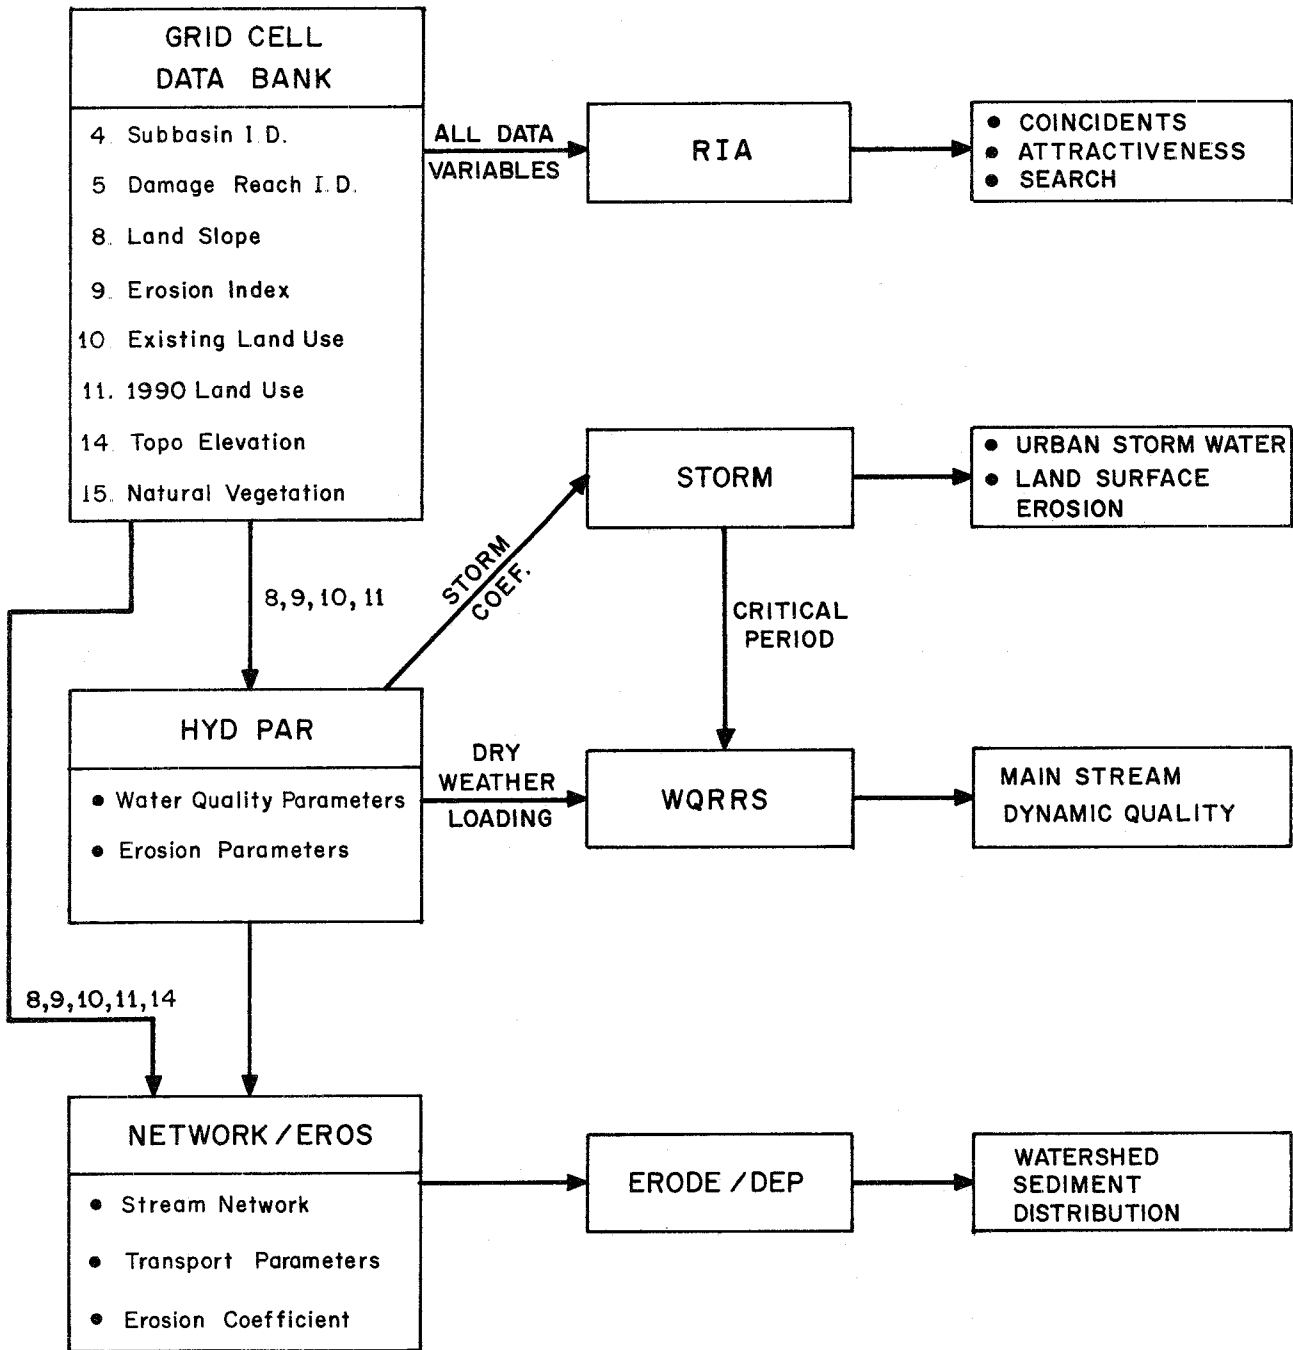 GRID CELL
DATA BANK
4. Subbasin I.D.
5 Damage Reach I.D.
8. Land Slope
9. Erosion Index
10. Existing Land Use
11. 1990 Land Use
14. Topo Elevation
15. Natural Vegetation
ALL DATA
VARIABLES
RIA
• COINCIDENTS
• ATTRACTIVENESS
• SEARCH
8,9,10,11
STORM
COEF.
STORM
• URBAN STORM WATER
• LAND SURFACE
EROSION
CRITICAL
PERIOD
HYD PAR
• Water Quality Parameters
• Erosion Parameters
DRY
WEATHER
LOADING
WQRRS
MAIN STREAM
DYNAMIC QUALITY
8,9,10,11,14
NETWORK/EROS
• Stream Network
• Transport Parameters
• Erosion Coefficient
ERODE/DEP
WATERSHED
SEDIMENT
DISTRIBUTION